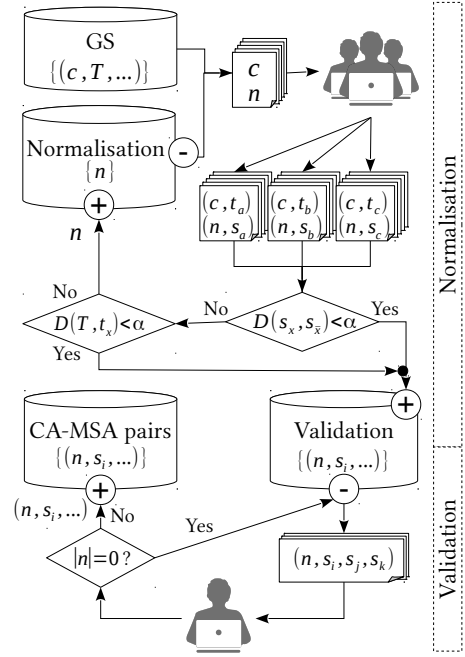 GS
{(c, T, ...)}
c
n
Normalisation
{n}
-
+
n
(c, t_a)
(n, s_a)
(c, t_b)
(n, s_b)
(c, t_c)
(n, s_c)
No
D(T, t_x)<α
Yes
No
D(s_x, s_x̄)<α
Yes
+
CA-MSA pairs
{(n, s_i, ...)}
+
Validation
{(n, s_i, ...)}
-
(n, s_i, ...)
No
Yes
|n|=0?
(n, s_i, s_j, s_k)
Normalisation
Validation